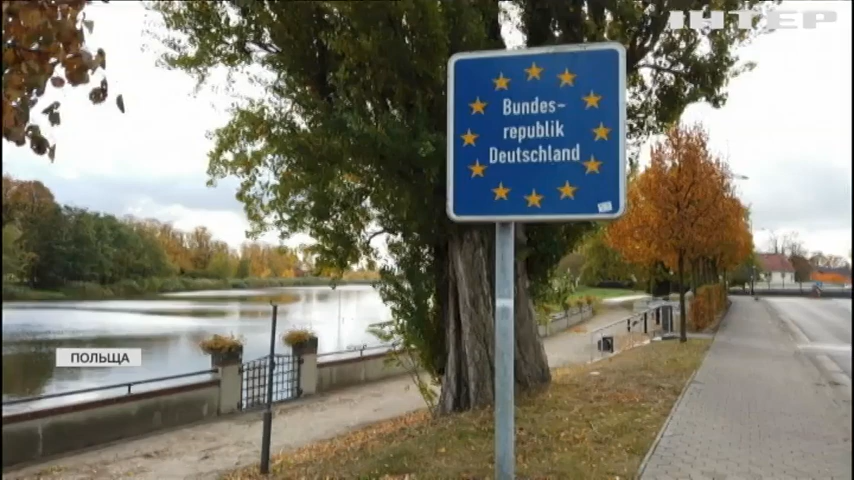 ІНТЕР
Bundes-
republik
Deutschland
ПОЛЬЩА